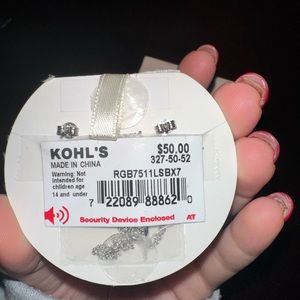 KOHL'S
MADE IN CHINA
$50.00
327-50-52
Warning: Not
intended for
children age
14 and under
RGB7511LSBX7
7 22089 88862 0
Security Device Enclosed AT